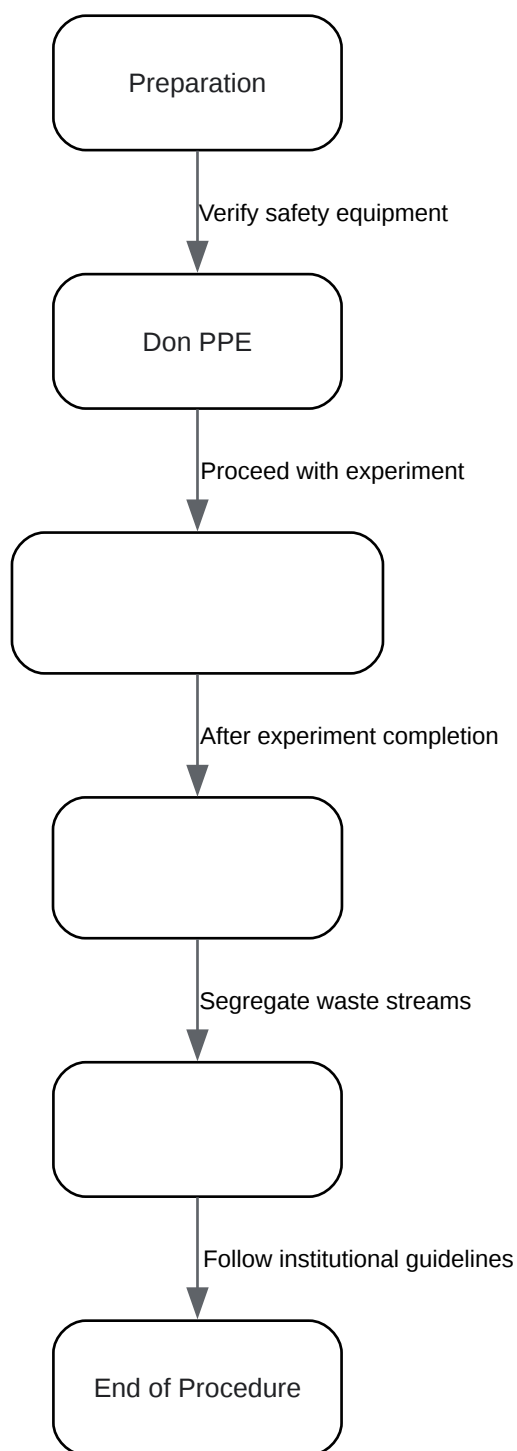 Preparation
Verify safety equipment
Don PPE
Proceed with experiment
After experiment completion
Segregate waste streams
Follow institutional guidelines
End of Procedure